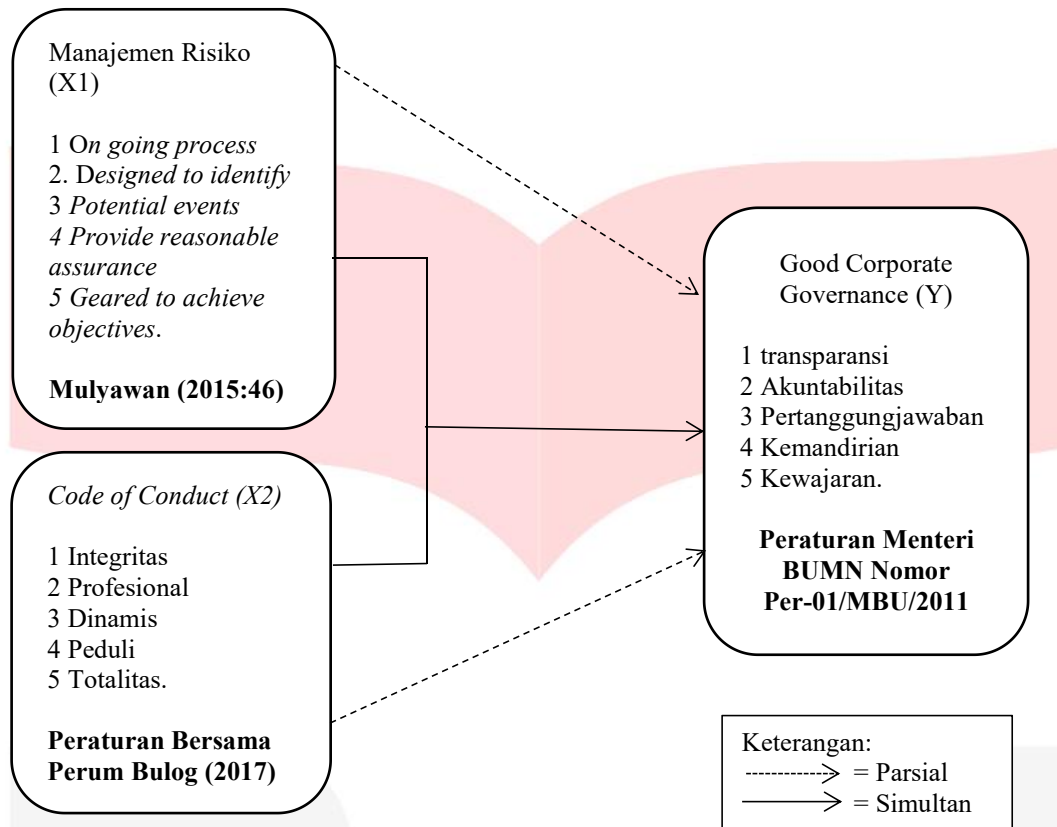 Manajemen Risiko
(X1)
1 On going process
2. Designed to identify
3 Potential events
4 Provide reasonable
assurance
5 Geared to achieve
objectives.
Mulyawan (2015:46)
Code of Conduct (X2)
1 Integritas
2 Profesional
3 Dinamis
4 Peduli
5 Totalitas.
Peraturan Bersama
Perum Bulog (2017)
Good Corporate
Governance (Y)
1 transparansi
2 Akuntabilitas
3 Pertanggungjawaban
4 Kemandirian
5 Kewajaran.
Peraturan Menteri
BUMN Nomor
Per-01/MBU/2011
Keterangan:
= Parsial
= Simultan